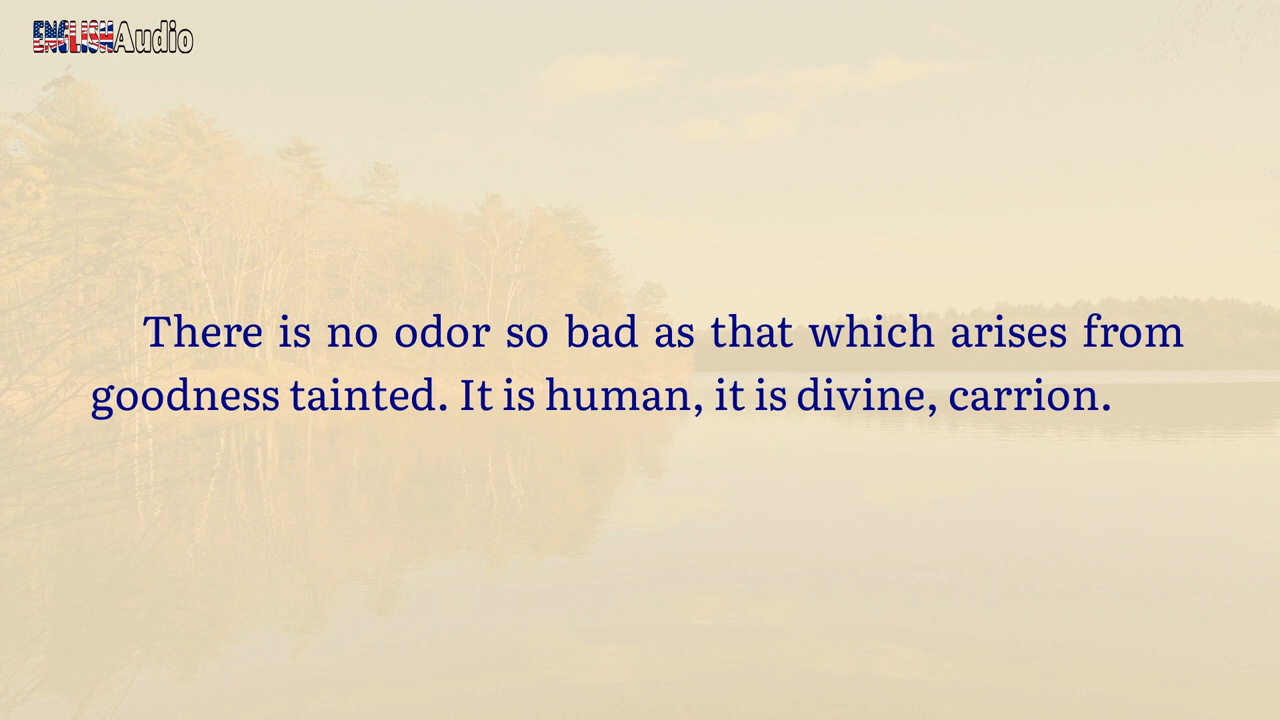 ENGLISHAudio
There is no odor so bad as that which arises from
goodness tainted. It is human, it is divine, carrion.